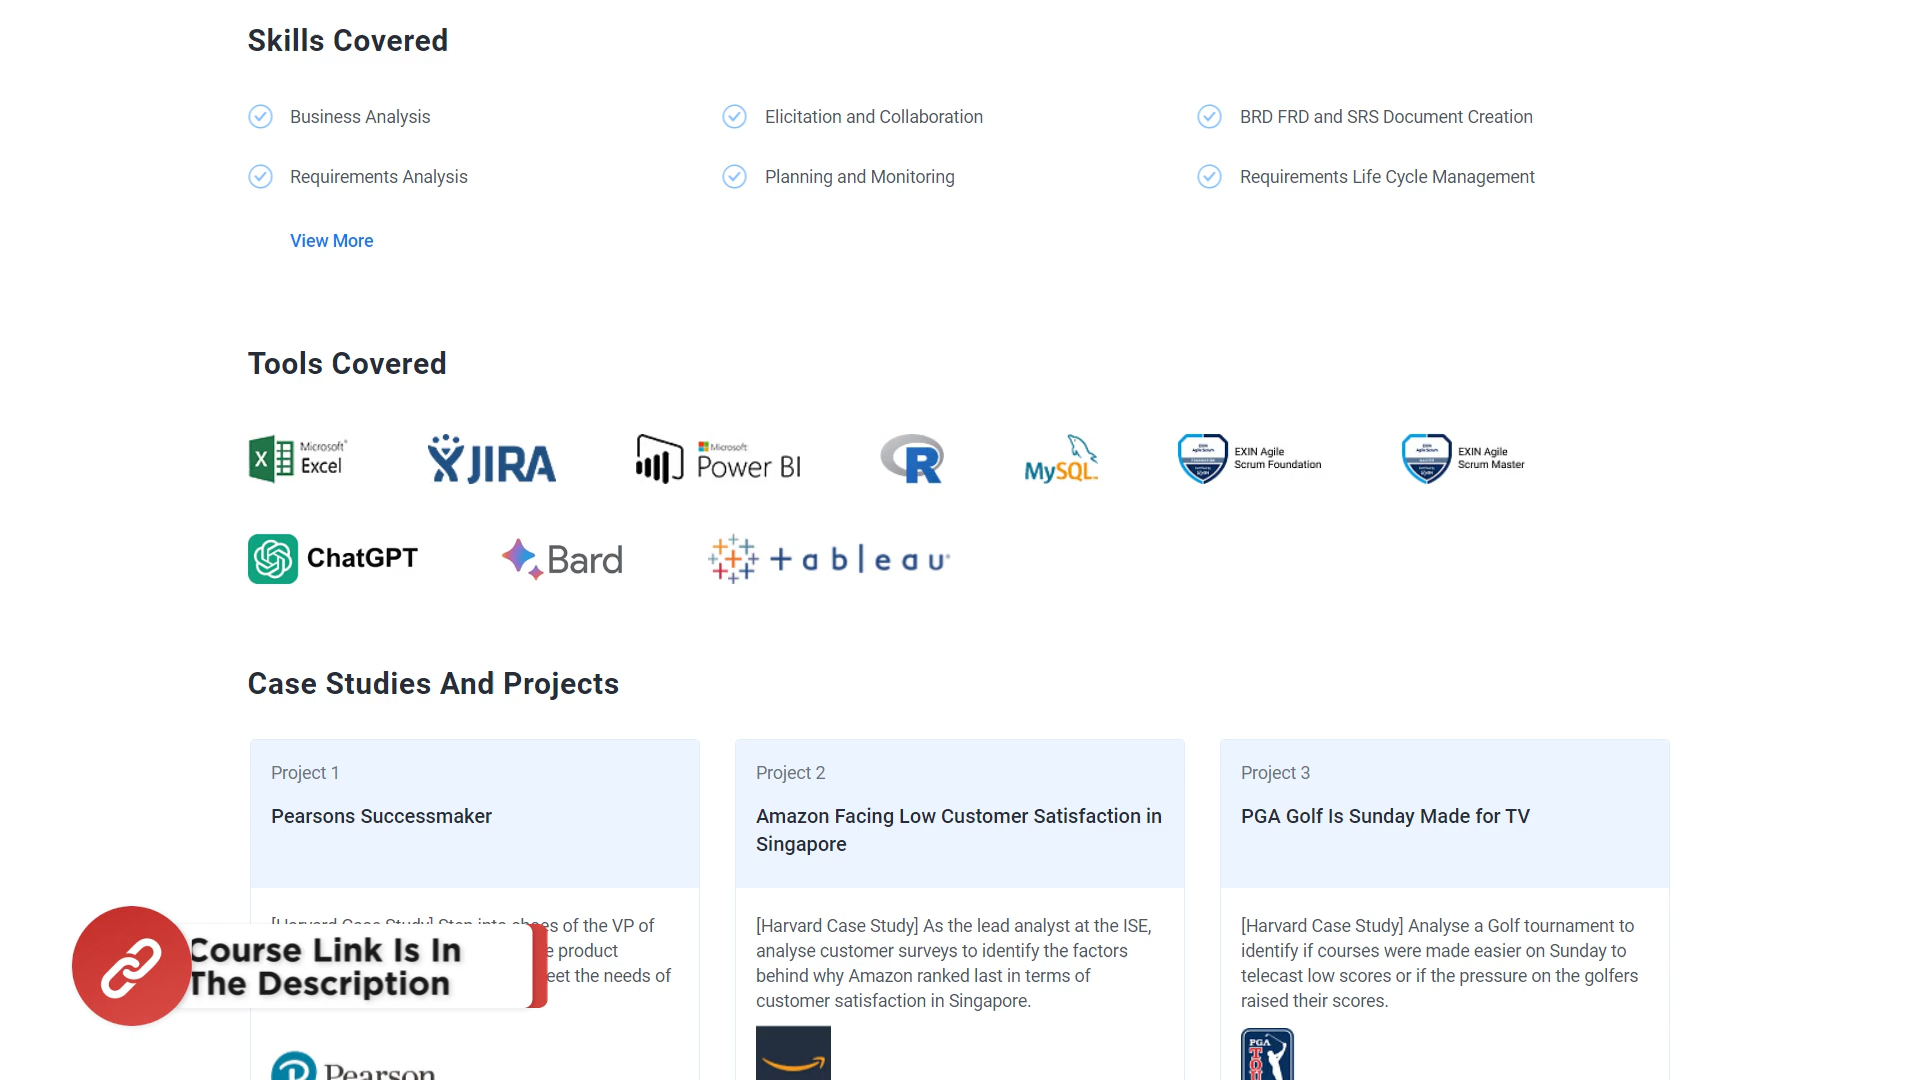 Skills Covered
Business Analysis
Elicitation and Collaboration
BRD FRD and SRS Document Creation
Requirements Analysis
Planning and Monitoring
Requirements Life Cycle Management
View More
Tools Covered
Microsoft
Excel
JIRA
Microsoft
Power BI
R
MySQL
EXIN Agile
Scrum Foundation
EXIN Agile
Scrum Master
ChatGPT
Bard
+ableau
Case Studies And Projects
Project 1
Pearsons Successmaker
Project 2
Amazon Facing Low Customer Satisfaction in
Singapore
Project 3
PGA Golf Is Sunday Made for TV
of the VP of
product
the needs of
[Harvard Case Study] As the lead analyst at the ISE,
analyse customer surveys to identify the factors
behind why Amazon ranked last in terms of
customer satisfaction in Singapore.
[Harvard Case Study] Analyse a Golf tournament to
identify if courses were made easier on Sunday to
telecast low scores or if the pressure on the golfers
raised their scores.
Course Link Is In
The Description
Pearson
PGA